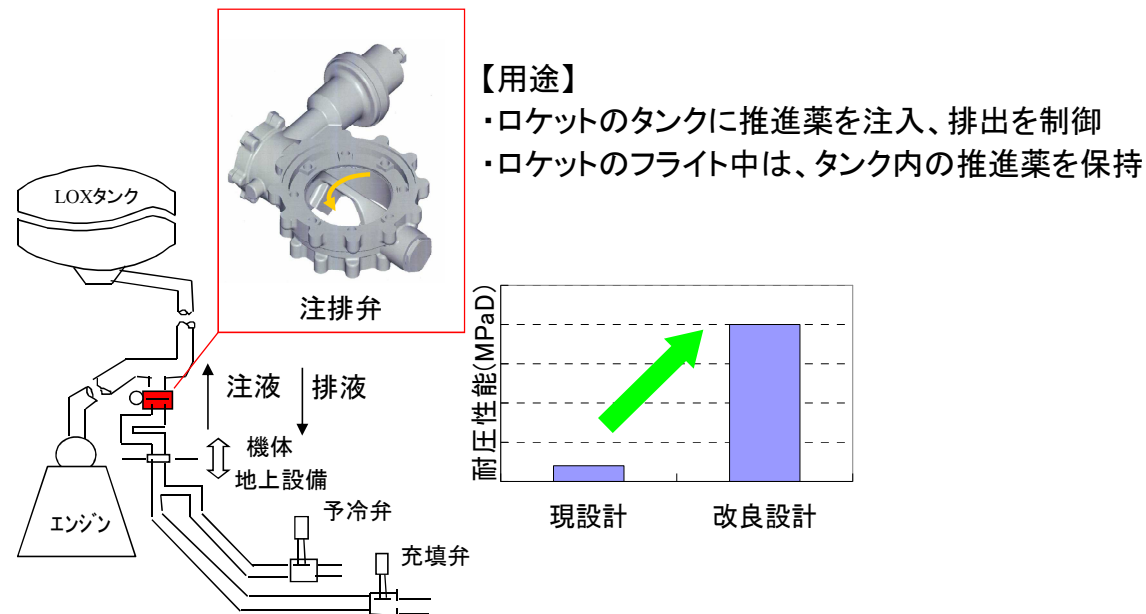 【用途】
・ロケットのタンクに推進薬を注入、排出を制御
・ロケットのフライト中は、タンク内の推進薬を保持
LOXタンク
注排弁
注液
排液
機体
地上設備
エンジン
予冷弁
充填弁
耐圧性能(MPaD)
現設計
改良設計